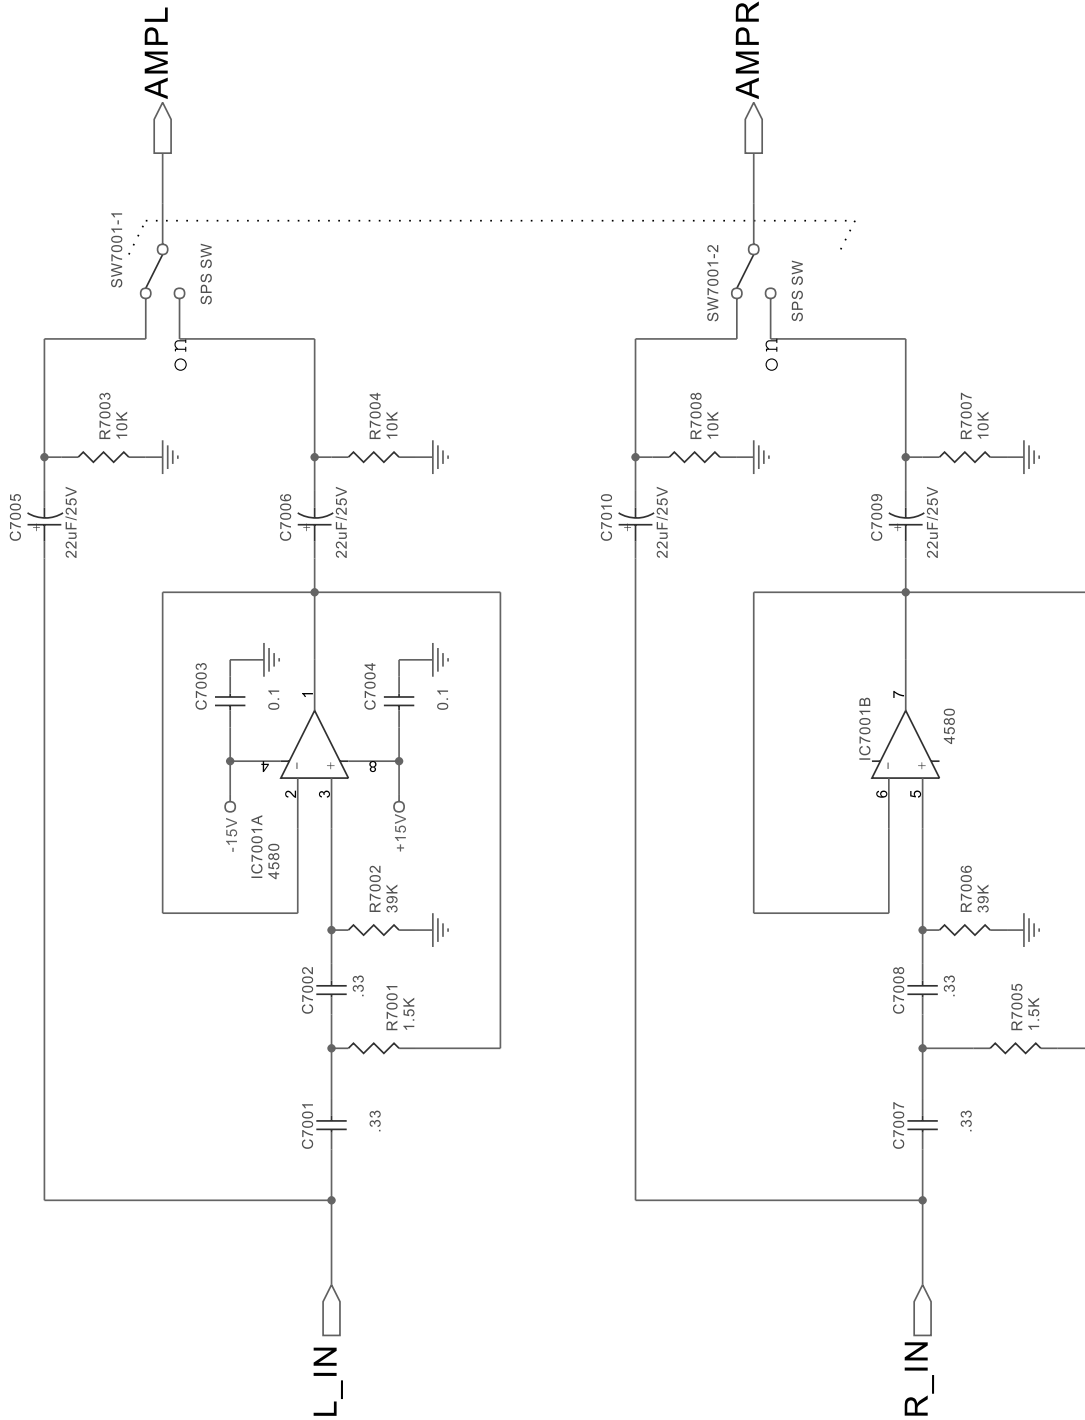 AMPL
AMPR
SW7001-1
SPS SW
on
SW7001-2
SPS SW
on
R7003
10K
R7004
10K
R7008
10K
R7007
10K
C7005
+
22uF/25V
C7006
+
22uF/25V
C7010
+
22uF/25V
C7009
+
22uF/25V
C7003
0.1
C7004
0.1
1
4
8
-
+
2
3
-15V
+15V
IC7001A
4580
IC7001B
4580
7
-
+
6
5
R7002
39K
R7006
39K
C7002
.33
C7008
.33
R7001
1.5K
R7005
1.5K
C7001
.33
C7007
.33
L_IN
R_IN